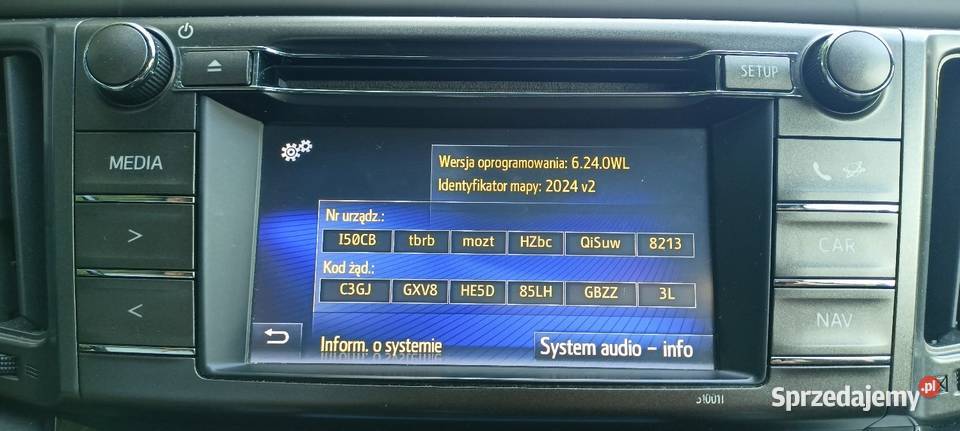 SETUP
MEDIA
>
<
CAR
NAV
Wersja oprogramowania: 6.24.0WL
Identyfikator mapy: 2024 v2
Nr urządz.:
I50CB tbrb mozt HZbc QiSuw 8213
Kod żąd.:
C3GJ GXV8 HE5D 85LH GBZZ 3L
Inform. o systemie
System audio – info
Sprzedajemy.pl